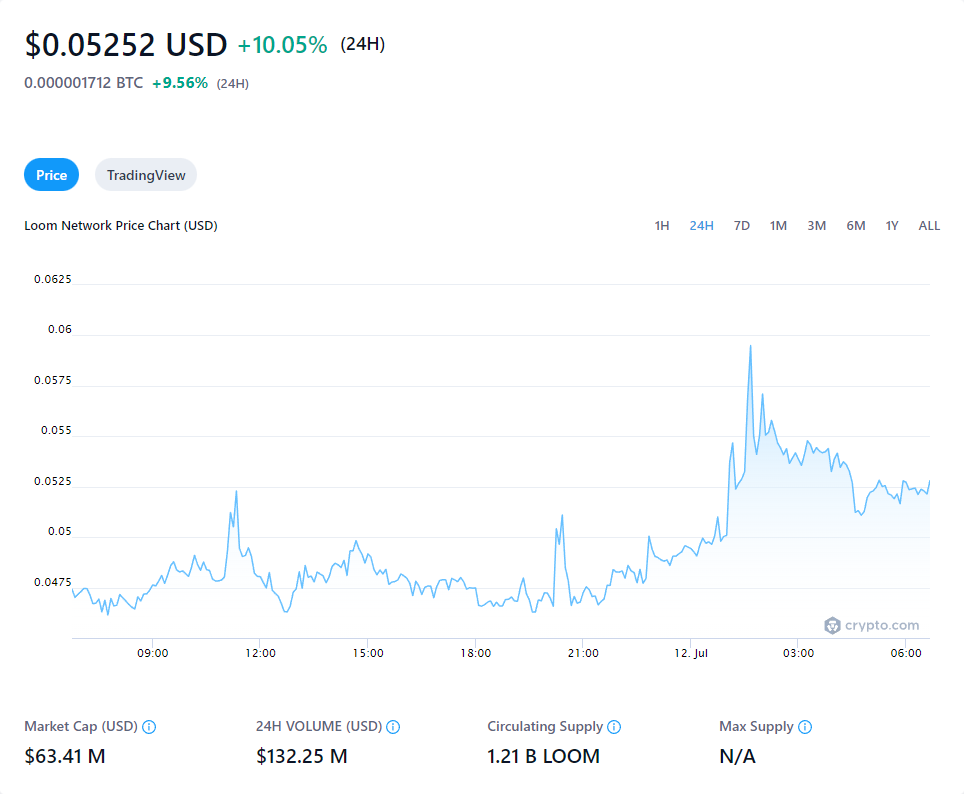 $0.05252 USD +10.05% (24H)
0.000001712 BTC +9.56% (24H)
Price TradingView
Loom Network Price Chart (USD) 1H 24H 7D 1M 3M 6M 1Y ALL
0.0625
0.06
0.0575
0.055
0.0525
0.05
0.0475
crypto.com
09:00 12:00 15:00 18:00 21:00 12. Jul 03:00 06:00
Market Cap (USD) 24H VOLUME (USD) Circulating Supply Max Supply
$63.41 M $132.25 M 1.21 B LOOM N/A